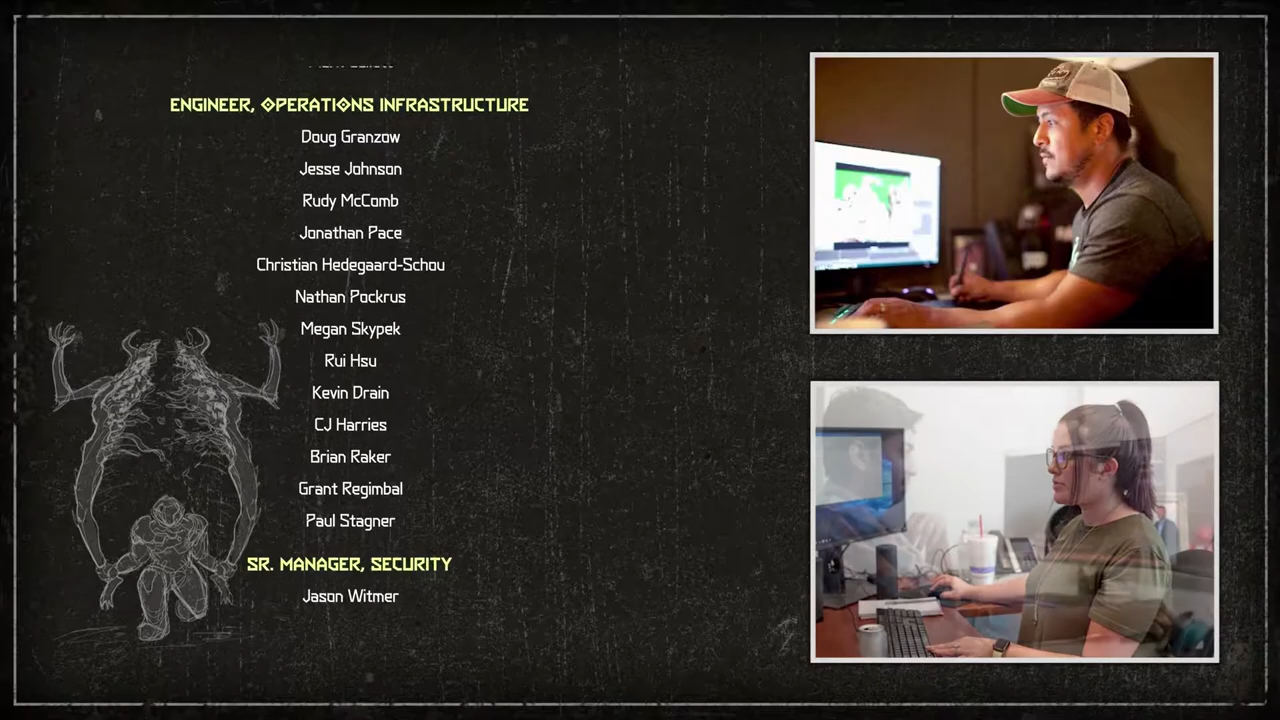 ENGINEER, OPERATIONS INFRASTRUCTURE
Doug Granzow
Jesse Johnson
Rudy McComb
Jonathan Pace
Christian Hedegaard-Schou
Nathan Pockrus
Megan Skypek
Rui Hsu
Kevin Drain
CJ Harries
Brian Raker
Grant Regimbal
Paul Stagner
SR. MANAGER, SECURITY
Jason Witmer